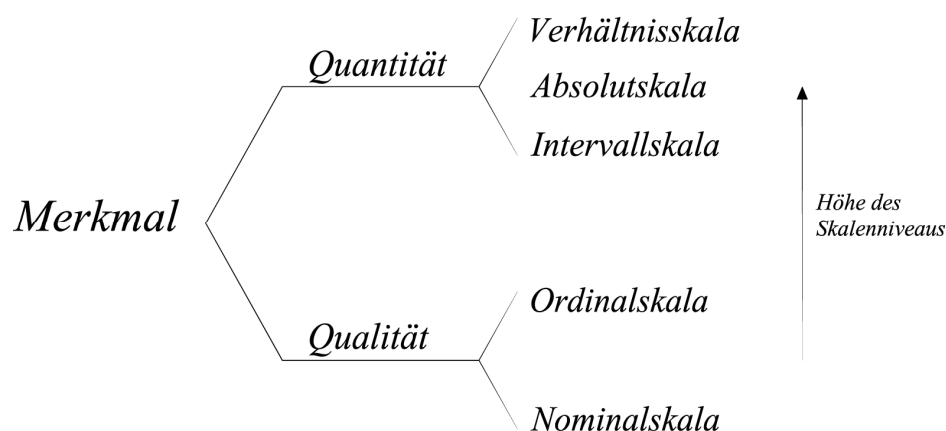 Verhältnisskala
Quantität
Absolutskala
Intervallskala
Merkmal
Höhe des
Skalenniveaus
Ordinalskala
Qualität
Nominalskala